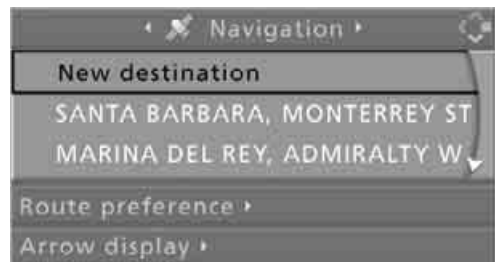 Navigation
New destination
SANTA BARBARA, MONTERREY ST
MARINA DEL REY, ADMIRALTY W
Route preference
Arrow display